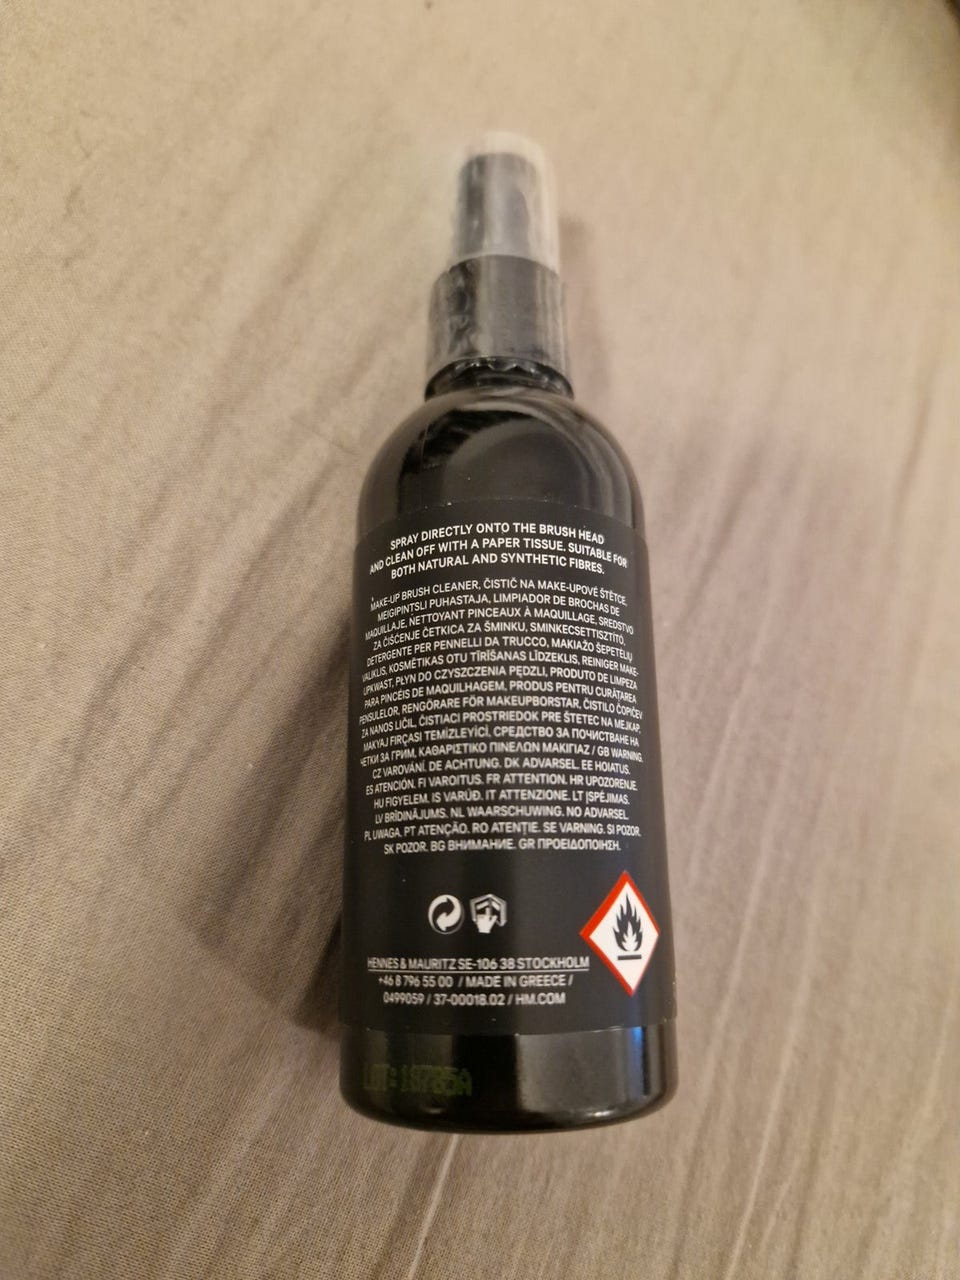 SPRAY DIRECTLY ONTO THE BRUSH HEAD
AND CLEAN OFF WITH A PAPER TISSUE. SUITABLE FOR
BOTH NATURAL AND SYNTHETIC FIBRES.
MAKE-UP BRUSH CLEANER, ČISTIČ NA MAKE-UPOVÉ ŠTĚTCE,
MEIGIPINTSLI PUHASTAJA, LIMPIADOR DE BROCHAS DE
MAQUILLAJE, NETTOYANT PINCEAUX À MAQUILLAGE, SREDSTVO
ZA ČIŠĆENJE ČETKICA ZA ŠMINKU, SMINKECSETTISZTÍTÓ,
DETERGENTE PER PENNELLI DA TRUCCO, MAKIAŽO ŠEPETĖLIŲ
VALIKLIS, KOSMĒTIKAS OTU TĪRĪŠANAS LĪDZEKLIS, REINIGER MAKE-
UPKWAST, PŁYN DO CZYSZCZENIA PĘDZLI, PRODUTO DE LIMPEZA
PARA PINCÉIS DE MAQUILHAGEM, PRODUS PENTRU CURĂȚAREA
PENSULELOR, RENGÖRARE FÖR MAKEUPBORSTAR, ČISTILO ČOPIČEV
ZA NANOS LIČIL, ČISTIACI PROSTRIEDOK PRE ŠTETEC NA MEJKAP,
MAKYAJ FIRÇASI TEMİZLEYİCİ, СРЕДСТВО ЗА ПОЧИСТВАНЕ НА
ЧЕТКИ ЗА ГРИМ, ΚΑΘΑΡΙΣΤΙΚΟ ΠΙΝΕΛΩΝ ΜΑΚΙΓΙΑΖ / GB WARNING.
CZ VAROVÁNÍ. DE ACHTUNG. DK ADVARSEL. EE HOIATUS.
ES ATENCIÓN. FI VAROITUS. FR ATTENTION. HR UPOZORENJE.
HU FIGYELEM. IS VARÚÐ. IT ATTENZIONE. LT ĮSPĖJIMAS.
LV BRĪDINĀJUMS. NL WAARSCHUWING. NO ADVARSEL.
PL UWAGA. PT ATENÇÃO. RO ATENȚIE. SE VARNING. SI POZOR.
SK POZOR. BG ВНИМАНИЕ. GR ΠΡΟΕΙΔΟΠΟΙΗΣΗ.
HENNES & MAURITZ SE-106 38 STOCKHOLM
+46 8 796 55 00 / MADE IN GREECE /
0499059 / 37-00018.02 / HM.COM
LOT:18785A